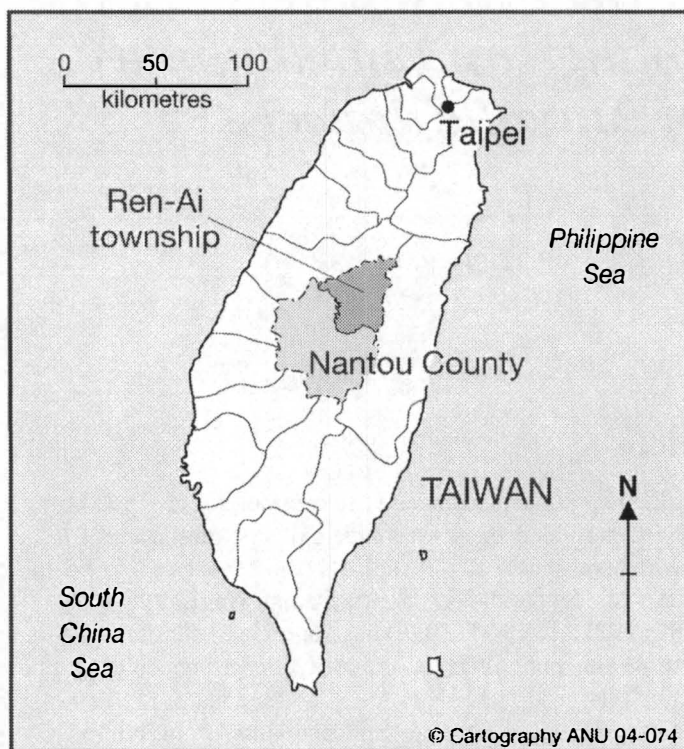 0 50 100
kilometres
Taipei
Ren-Ai
township
Philippine
Sea
Nantou County
TAIWAN
N
South
China
Sea
© Cartography ANU 04-074